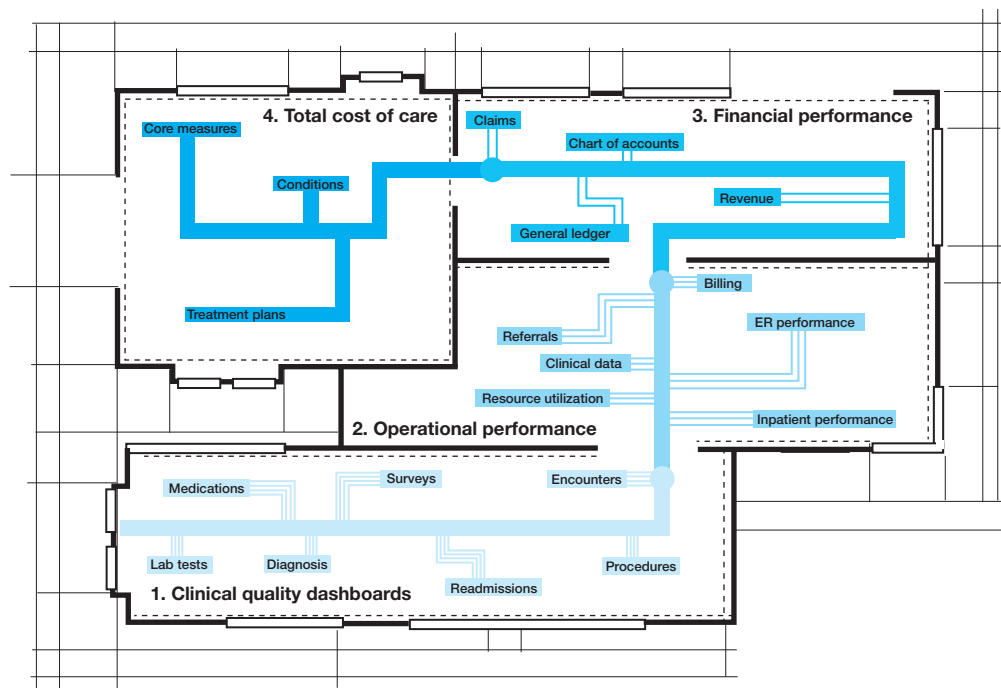 4. Total cost of care
Core measures
Conditions
Treatment plans
3. Financial performance
Claims
Chart of accounts
Revenue
General ledger
Billing
Referrals
ER performance
Clinical data
Resource utilization
Inpatient performance
2. Operational performance
Surveys
Encounters
Medications
Lab tests
Diagnosis
Readmissions
Procedures
1. Clinical quality dashboards